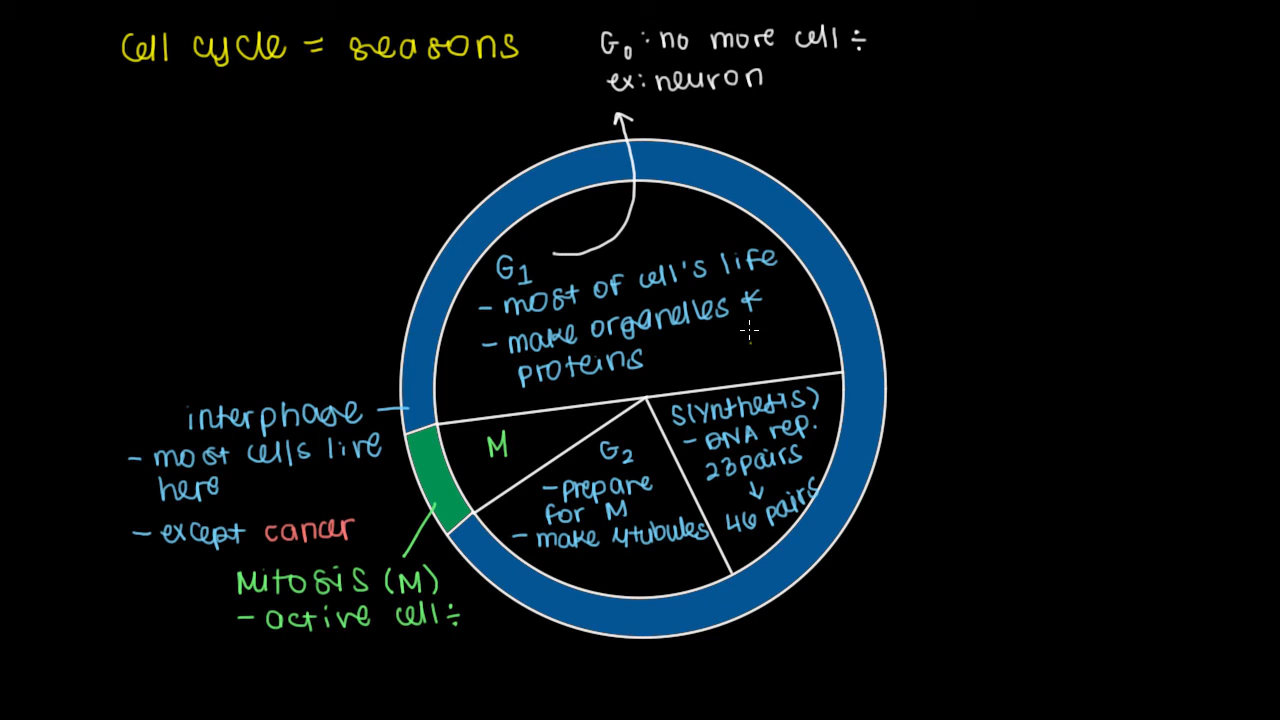 cell cycle = seasons
G₀: no more cell ÷
ex: neuron
G₁
- most of cell's life
- make organelles &
proteins
interphase
- most cells live
here
- except cancer
M
Mitosis (M)
- active cell ÷
G₂
- prepare
for M
- make μtubules
S(ynthesis)
- DNA rep.
23 pairs
↓
46 pairs